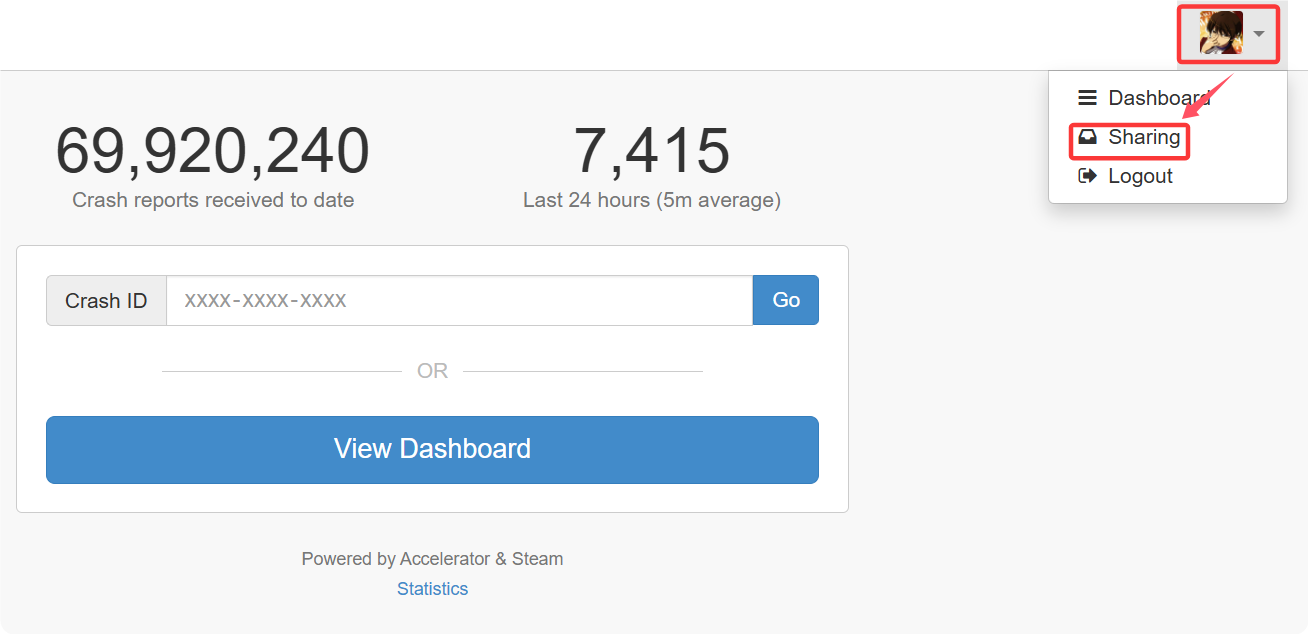 Dashboard
Sharing
Logout
69,920,240
Crash reports received to date
7,415
Last 24 hours (5m average)
Crash ID
xxxx-xxxx-xxxx
Go
OR
View Dashboard
Powered by Accelerator & Steam
Statistics